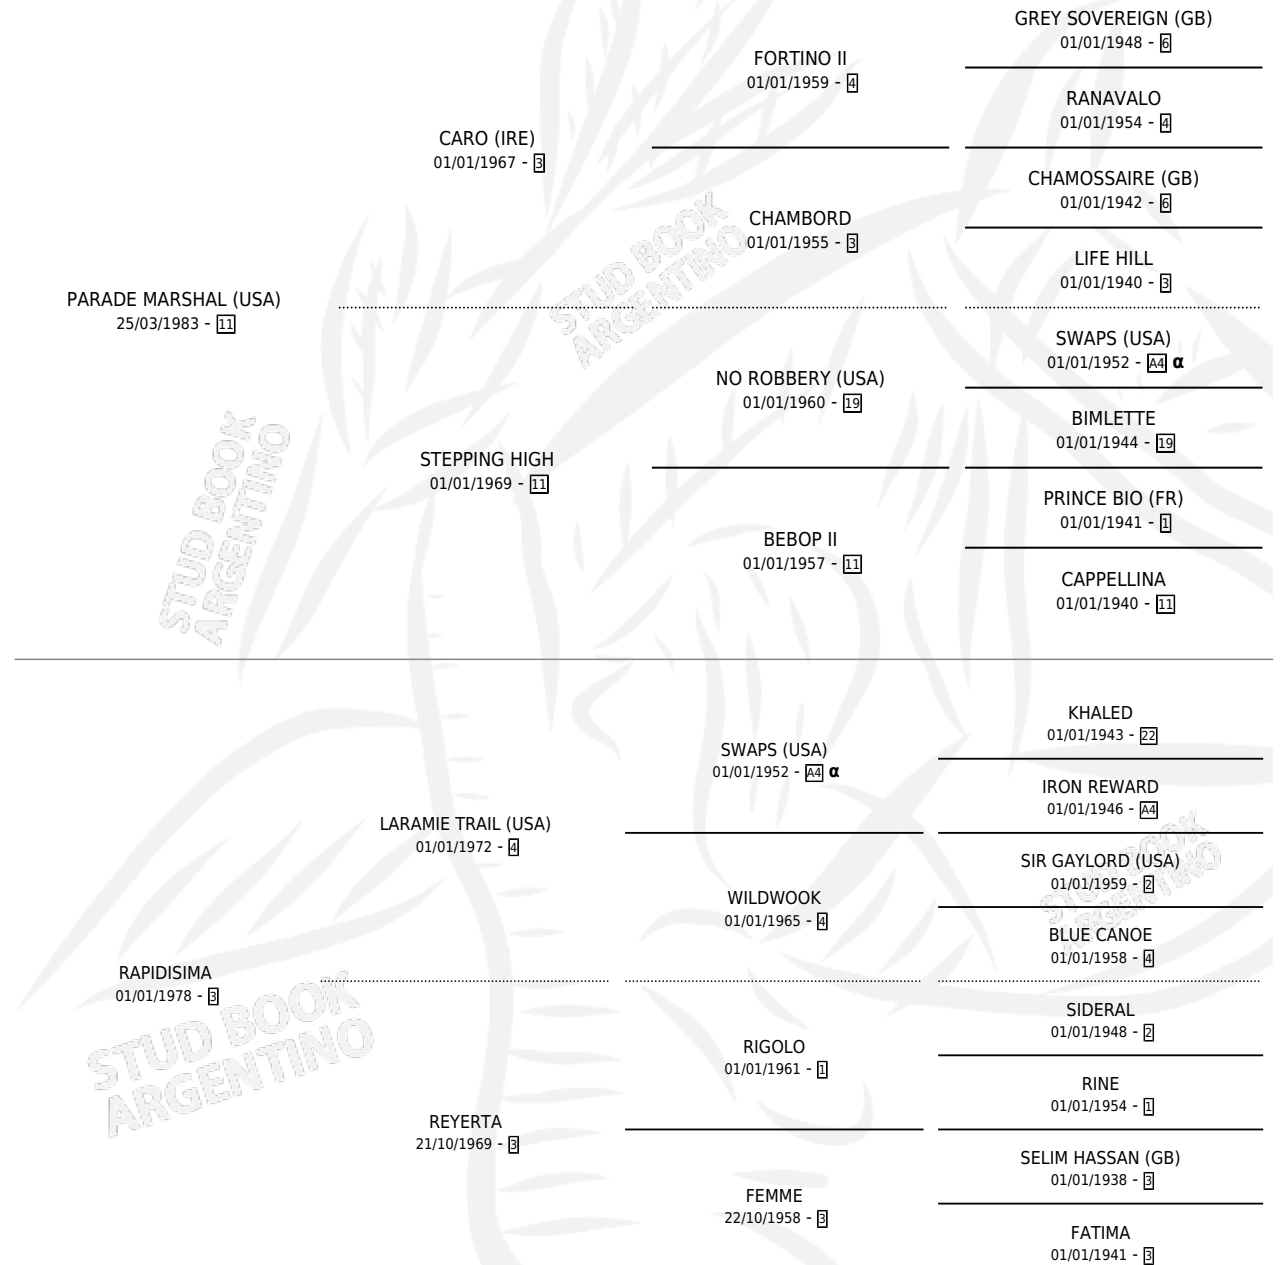 GREY SOVEREIGN (GB)
01/01/1948 - 6
FORTINO II
01/01/1959 - 4
RANAVALO
01/01/1954 - 4
CARO (IRE)
01/01/1967 - 3
CHAMOSSAIRE (GB)
01/01/1942 - 6
CHAMBORD
01/01/1955 - 3
LIFE HILL
01/01/1940 - 3
PARADE MARSHAL (USA)
25/03/1983 - 11
SWAPS (USA)
01/01/1952 - A4 α
NO ROBBERY (USA)
01/01/1960 - 19
BIMLETTE
01/01/1944 - 19
STEPPING HIGH
01/01/1969 - 11
PRINCE BIO (FR)
01/01/1941 - 1
BEBOP II
01/01/1957 - 11
CAPPELLINA
01/01/1940 - 11
KHALED
01/01/1943 - 22
SWAPS (USA)
01/01/1952 - A4 α
IRON REWARD
01/01/1946 - A4
LARAMIE TRAIL (USA)
01/01/1972 - 4
SIR GAYLORD (USA)
01/01/1959 - 2
WILDWOOK
01/01/1965 - 4
BLUE CANOE
01/01/1958 - 4
RAPIDISIMA
01/01/1978 - 3
SIDERAL
01/01/1948 - 2
RIGOLO
01/01/1961 - 1
RINE
01/01/1954 - 1
REYERTA
21/10/1969 - 3
SELIM HASSAN (GB)
01/01/1938 - 3
FEMME
22/10/1958 - 3
FATIMA
01/01/1941 - 3
STUD BOOK
ARGENTINO
STUD BOOK
ARGENTINO
STUD BOOK
ARGENTINO
STUD BOOK
ARGENTINO